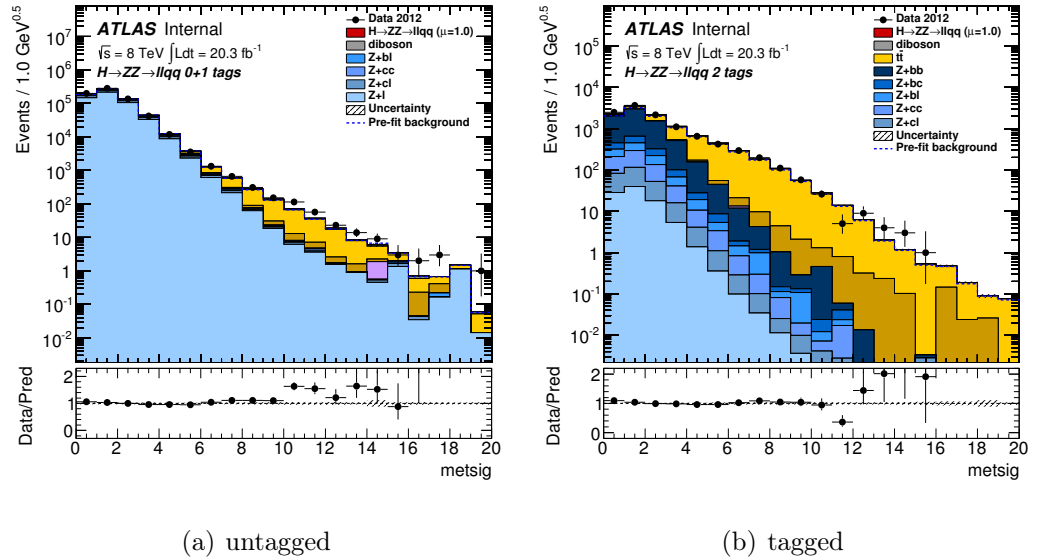 ATLAS Internal
√s = 8 TeV ∫Ldt = 20.3 fb⁻¹
H→ZZ→llqq 0+1 tags
Data 2012
H→ZZ→llqq (μ=1.0)
diboson
Z+bl
Z+cc
Z+cl
Z+l
Uncertainty
Pre-fit background
Events / 1.0 GeV^0.5
10⁷
10⁶
10⁵
10⁴
10³
10²
10
1
10⁻¹
10⁻²
Data/Pred
2
1
0
0 2 4 6 8 10 12 14 16 18 20
metsig
(a) untagged
ATLAS Internal
√s = 8 TeV ∫Ldt = 20.3 fb⁻¹
H→ZZ→llqq 2 tags
Data 2012
H→ZZ→llqq (μ=1.0)
diboson
tt̄
Z+bb
Z+bc
Z+bl
Z+cc
Z+cl
Uncertainty
Pre-fit background
Events / 1.0 GeV^0.5
10⁵
10⁴
10³
10²
10
1
10⁻¹
10⁻²
Data/Pred
2
1
0
0 2 4 6 8 10 12 14 16 18 20
metsig
(b) tagged